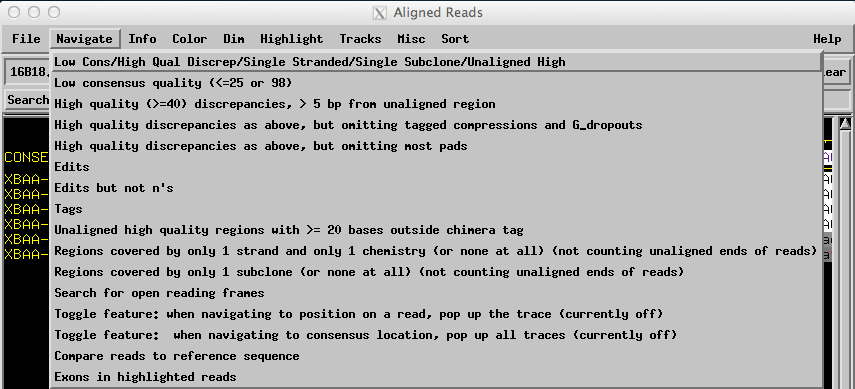 Aligned Reads
File Navigate Info Color Dim Highlight Tracks Misc Sort Help
16B18.
ear
Search
CONSE
XBAA-
XBAA-
XBAA-
XBAA-
XBAA-
XBAA-
Low Cons/High Qual Discrep/Single Stranded/Single Subclone/Unaligned High
Low consensus quality (<=25 or 98)
High quality (>=40) discrepancies, > 5 bp from unaligned region
High quality discrepancies as above, but omitting tagged compressions and G_dropouts
High quality discrepancies as above, but omitting most pads
Edits
Edits but not n's
Tags
Unaligned high quality regions with >= 20 bases outside chimera tag
Regions covered by only 1 strand and only 1 chemistry (or none at all) (not counting unaligned ends of reads)
Regions covered by only 1 subclone (or none at all) (not counting unaligned ends of reads)
Search for open reading frames
Toggle feature: when navigating to position on a read, pop up the trace (currently off)
Toggle feature:  when navigating to consensus location, pop up all traces (currently off)
Compare reads to reference sequence
Exons in highlighted reads